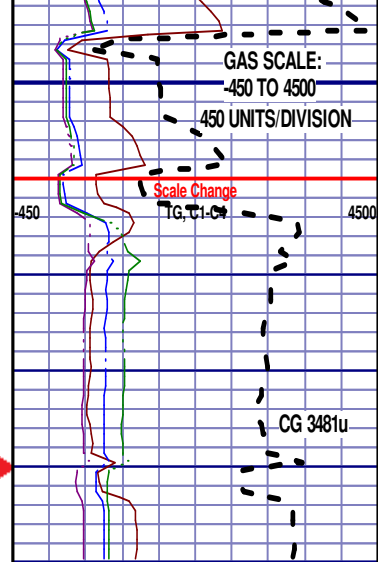 GAS SCALE:
-450 TO 4500
450 UNITS/DIVISION
Scale Change
-450 TG, C1-C4 4500
CG 3481u